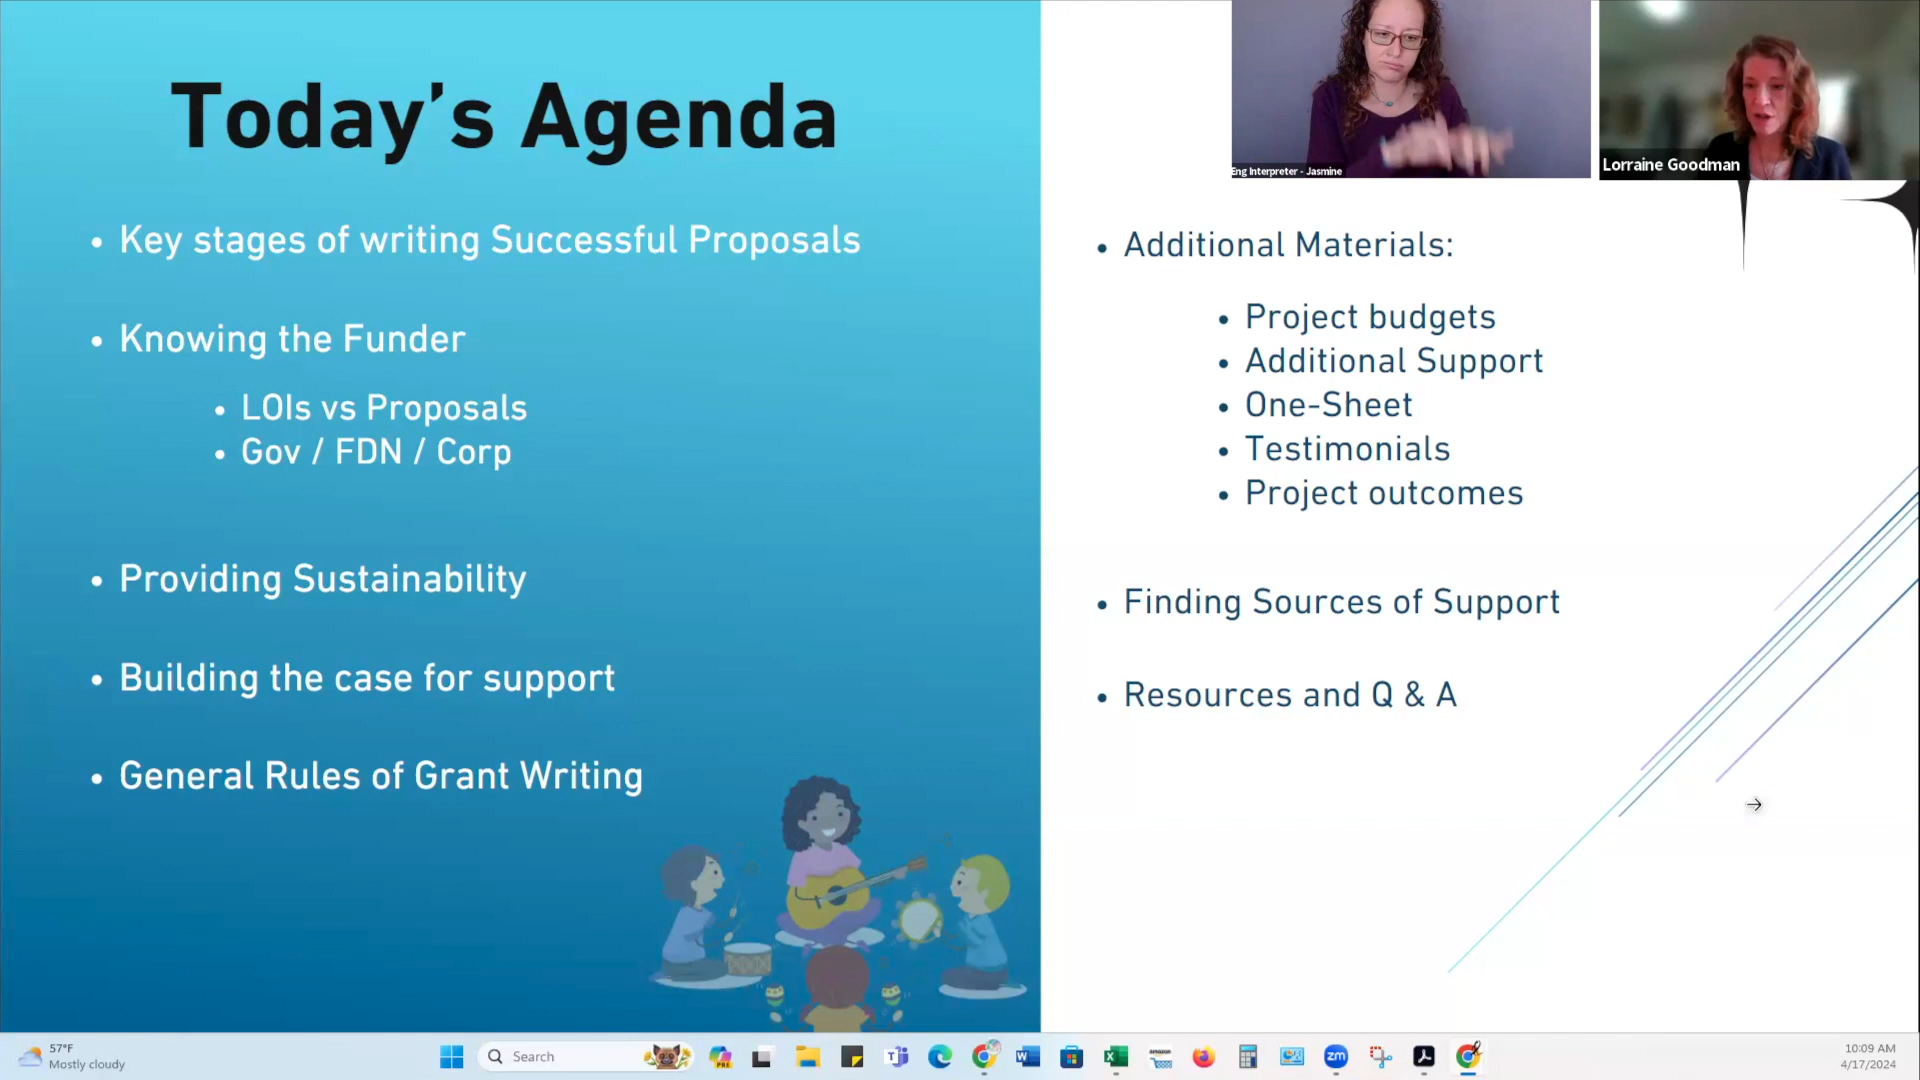 Today's Agenda
• Key stages of writing Successful Proposals
• Knowing the Funder
• LOIs vs Proposals
• Gov / FDN / Corp
• Providing Sustainability
• Building the case for support
• General Rules of Grant Writing
Eng Interpreter - Jasmine
Lorraine Goodman
• Additional Materials:
• Project budgets
• Additional Support
• One-Sheet
• Testimonials
• Project outcomes
• Finding Sources of Support
• Resources and Q & A
57°F
Mostly cloudy
Search
PRE
amazon
zm
10:09 AM
4/17/2024